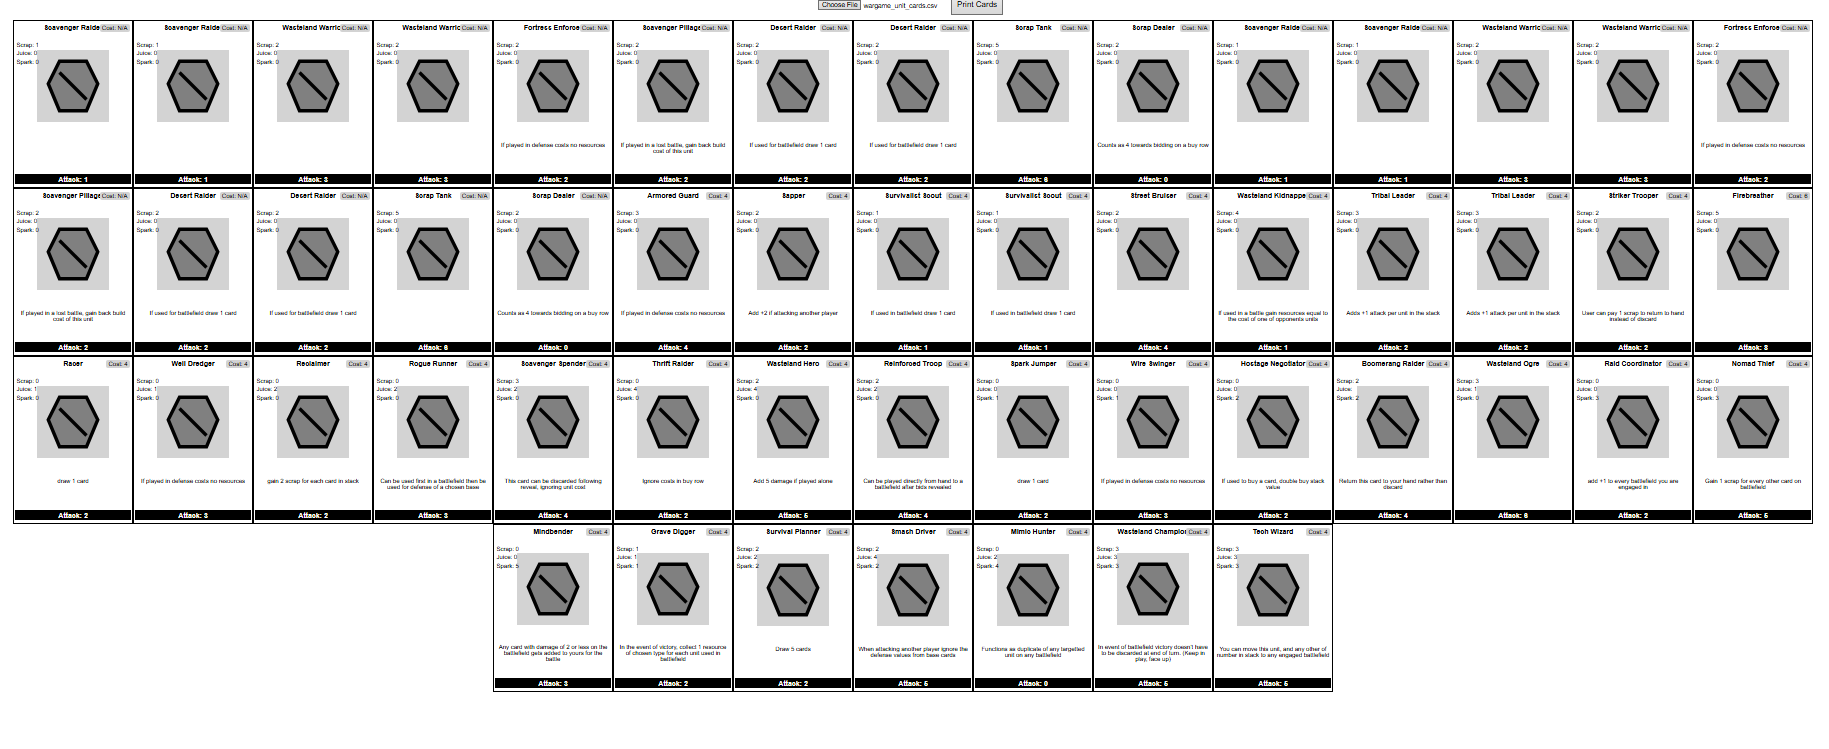 Choose File wargame_unit_cards.csv Print Cards
Scavenger Raide Cost: N/A
Scrap: 1
Juice: 0
Spark: 0
Attack: 1
Scavenger Raide Cost: N/A
Scrap: 1
Juice: 0
Spark: 0
Attack: 1
Wasteland Warric Cost: N/A
Scrap: 2
Juice: 0
Spark: 0
Attack: 3
Wasteland Warric Cost: N/A
Scrap: 2
Juice: 0
Spark: 0
Attack: 3
Fortress Enforce Cost: N/A
Scrap: 2
Juice: 0
Spark: 0
If played in defense costs no resources
Attack: 2
Scavenger Pillage Cost: N/A
Scrap: 2
Juice: 0
Spark: 0
If played in a lost battle, gain back build
cost of this unit
Attack: 2
Desert Raider Cost: N/A
Scrap: 2
Juice: 0
Spark: 0
If used for battlefield draw 1 card
Attack: 2
Desert Raider Cost: N/A
Scrap: 2
Juice: 0
Spark: 0
If used for battlefield draw 1 card
Attack: 2
Scrap Tank Cost: N/A
Scrap: 5
Juice: 0
Spark: 0
Attack: 6
Scrap Dealer Cost: N/A
Scrap: 2
Juice: 0
Spark: 0
Counts as 4 towards bidding on a buy row
Attack: 0
Scavenger Raide Cost: N/A
Scrap: 1
Juice: 0
Spark: 0
Attack: 1
Scavenger Raide Cost: N/A
Scrap: 1
Juice: 0
Spark: 0
Attack: 1
Wasteland Warric Cost: N/A
Scrap: 2
Juice: 0
Spark: 0
Attack: 3
Wasteland Warric Cost: N/A
Scrap: 2
Juice: 0
Spark: 0
Attack: 3
Fortress Enforce Cost: N/A
Scrap: 2
Juice: 0
Spark: 0
If played in defense costs no resources
Attack: 2
Scavenger Pillage Cost: N/A
Scrap: 2
Juice: 0
Spark: 0
If played in a lost battle, gain back build
cost of this unit
Attack: 2
Desert Raider Cost: N/A
Scrap: 2
Juice: 0
Spark: 0
If used for battlefield draw 1 card
Attack: 2
Desert Raider Cost: N/A
Scrap: 2
Juice: 0
Spark: 0
If used for battlefield draw 1 card
Attack: 2
Scrap Tank Cost: N/A
Scrap: 5
Juice: 0
Spark: 0
Attack: 6
Scrap Dealer Cost: N/A
Scrap: 2
Juice: 0
Spark: 0
Counts as 4 towards bidding on a buy row
Attack: 0
Armored Guard Cost: 4
Scrap: 3
Juice: 0
Spark: 0
If played in defense costs no resources
Attack: 4
Sapper Cost: 4
Scrap: 2
Juice: 0
Spark: 0
Add +2 if attacking another player
Attack: 2
Survivalist Scout Cost: 4
Scrap: 1
Juice: 0
Spark: 0
If used in battlefield draw 1 card
Attack: 1
Survivalist Scout Cost: 4
Scrap: 1
Juice: 0
Spark: 0
If used in battlefield draw 1 card
Attack: 1
Street Bruiser Cost: 4
Scrap: 2
Juice: 0
Spark: 0
Attack: 4
Wasteland Kidnappe Cost: 4
Scrap: 4
Juice: 0
Spark: 0
If used in a battle gain resources equal to
the cost of one of opponents units
Attack: 1
Tribal Leader Cost: 4
Scrap: 3
Juice: 0
Spark: 0
Adds +1 attack per unit in the stack
Attack: 2
Tribal Leader Cost: 4
Scrap: 3
Juice: 0
Spark: 0
Adds +1 attack per unit in the stack
Attack: 2
Striker Trooper Cost: 4
Scrap: 2
Juice: 0
Spark: 0
User can pay 1 scrap to return to hand
instead of discard
Attack: 2
Firebreather Cost: 6
Scrap: 5
Juice: 0
Spark: 0
Attack: 8
Racer Cost: 4
Scrap: 0
Juice: 1
Spark: 0
draw 1 card
Attack: 2
Well Dredger Cost: 4
Scrap: 0
Juice: 1
Spark: 0
If played in defense costs no resources
Attack: 3
Reclaimer Cost: 4
Scrap: 0
Juice: 2
Spark: 0
gain 2 scrap for each card in stack
Attack: 2
Rogue Runner Cost: 4
Scrap: 0
Juice: 2
Spark: 0
Can be used first in a battlefield then be
used for defense of a chosen base
Attack: 3
Scavenger Spender Cost: 4
Scrap: 3
Juice: 2
Spark: 0
This card can be discarded following
reveal, ignoring unit cost
Attack: 4
Thrift Raider Cost: 4
Scrap: 0
Juice: 4
Spark: 0
Ignore costs in buy row
Attack: 2
Wasteland Hero Cost: 4
Scrap: 2
Juice: 4
Spark: 0
Add 5 damage if played alone
Attack: 5
Reinforced Troop Cost: 4
Scrap: 2
Juice: 2
Spark: 0
Can be played directly from hand to a
battlefield after bids revealed
Attack: 4
Spark Jumper Cost: 4
Scrap: 0
Juice: 0
Spark: 1
draw 1 card
Attack: 2
Wire Swinger Cost: 4
Scrap: 0
Juice: 0
Spark: 1
If played in defense costs no resources
Attack: 3
Hostage Negotiator Cost: 4
Scrap: 0
Juice: 0
Spark: 2
If used to buy a card, double buy stack
value
Attack: 2
Boomerang Raider Cost: 4
Scrap: 2
Juice:
Spark: 2
Return this card to your hand rather than
discard
Attack: 4
Wasteland Ogre Cost: 4
Scrap: 3
Juice: 1
Spark: 0
Attack: 6
Raid Coordinator Cost: 4
Scrap: 0
Juice: 0
Spark: 3
add +1 to every battlefield you are
engaged in
Attack: 2
Nomad Thief Cost: 4
Scrap: 0
Juice: 0
Spark: 3
Gain 1 scrap for every other card on
battlefield
Attack: 5
Mindbender Cost: 4
Scrap: 0
Juice: 0
Spark: 5
Any card with damage of 2 or less on the
battlefield gets added to yours for the
battle
Attack: 3
Grave Digger Cost: 4
Scrap: 1
Juice: 1
Spark: 1
In the event of victory, collect 1 resource
of chosen type for each unit used in
battlefield
Attack: 2
Survival Planner Cost: 4
Scrap: 2
Juice: 2
Spark: 2
Draw 5 cards
Attack: 2
Smash Driver Cost: 4
Scrap: 2
Juice: 4
Spark: 2
When attacking another player ignore the
defense values from base cards
Attack: 5
Mimic Hunter Cost: 4
Scrap: 0
Juice: 2
Spark: 4
Functions as duplicate of any targetted
unit on any battlefield
Attack: 0
Wasteland Champior Cost: 4
Scrap: 3
Juice: 3
Spark: 3
In event of battlefield victory doesn't have
to be discarded at end of turn. (Keep in
play, face up)
Attack: 5
Tech Wizard Cost: 4
Scrap: 3
Juice: 3
Spark: 3
You can move this unit, and any other of
number in stack to any engaged battlefield
Attack: 5